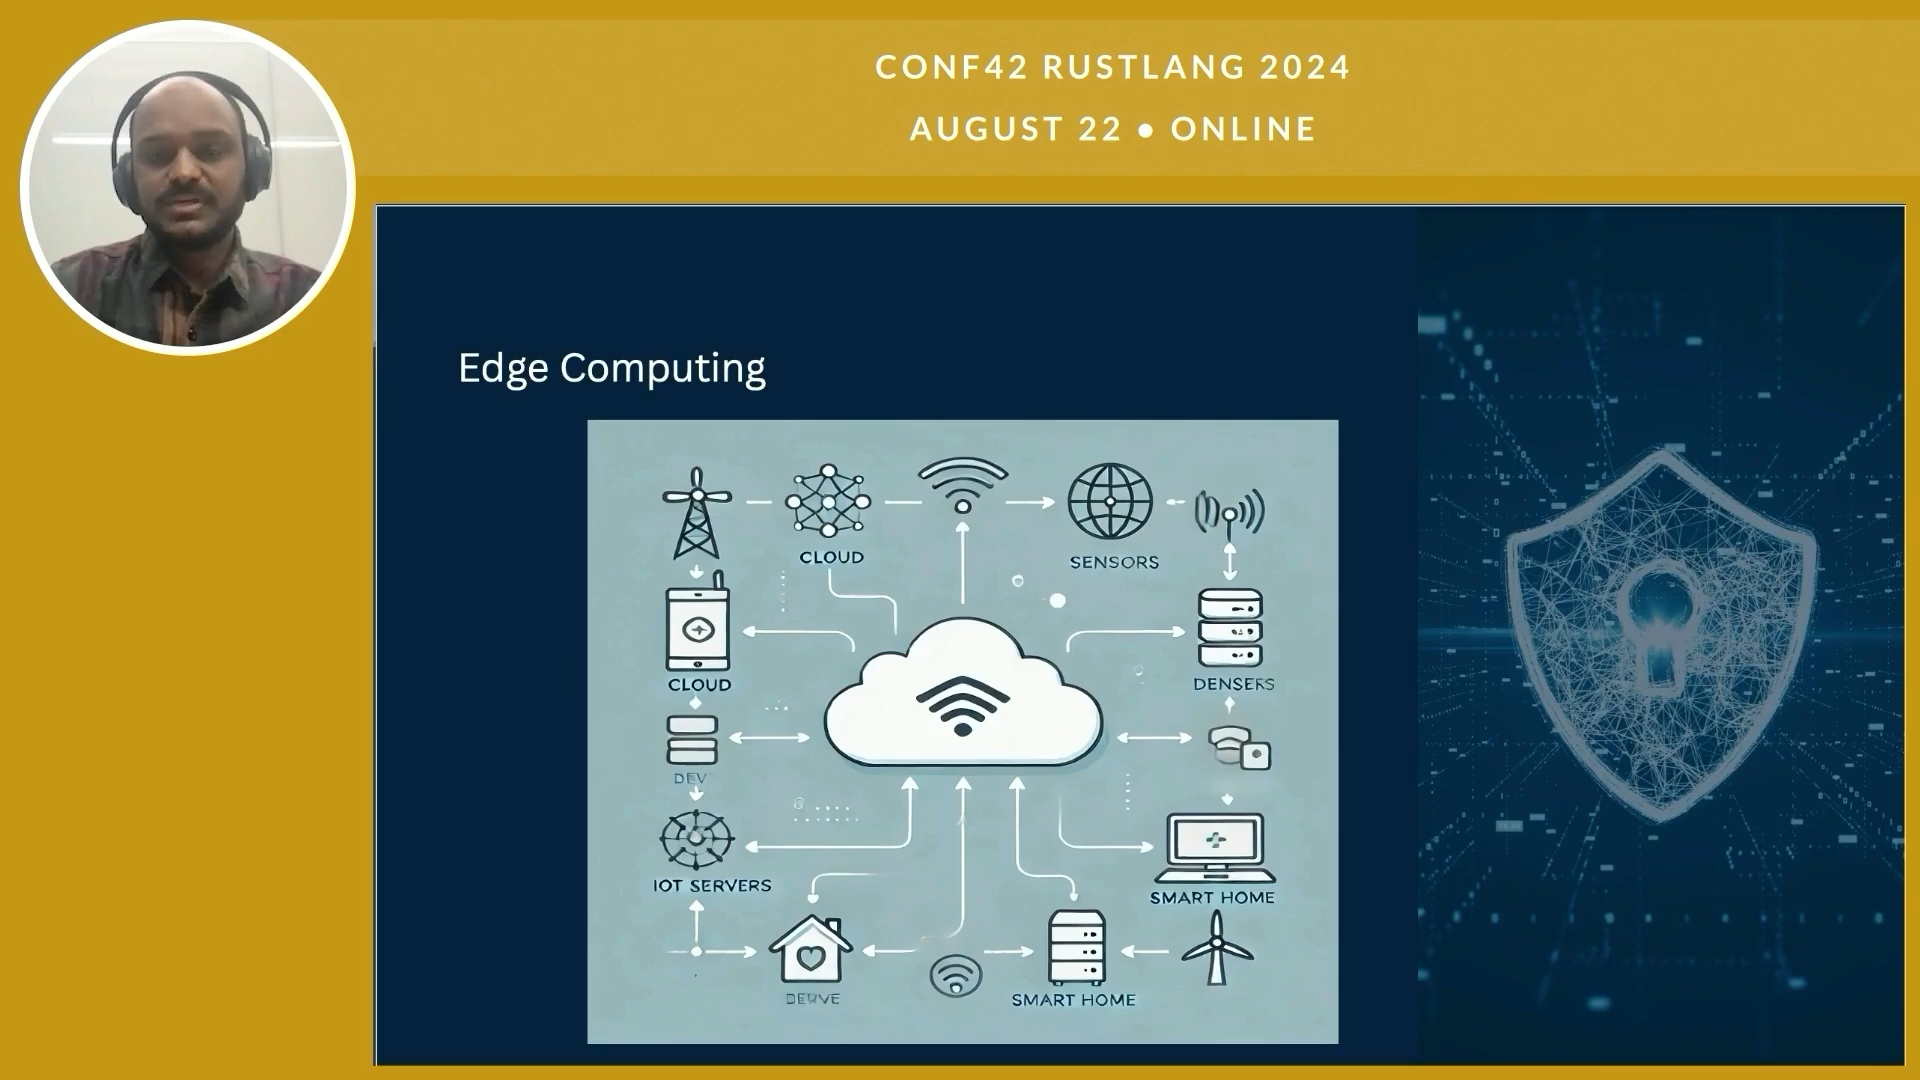 CONF42 RUSTLANG 2024
AUGUST 22 • ONLINE
Edge Computing
CLOUD
SENSORS
CLOUD
DENSERS
DEV
IOT SERVERS
SMART HOME
DERVE
SMART HOME